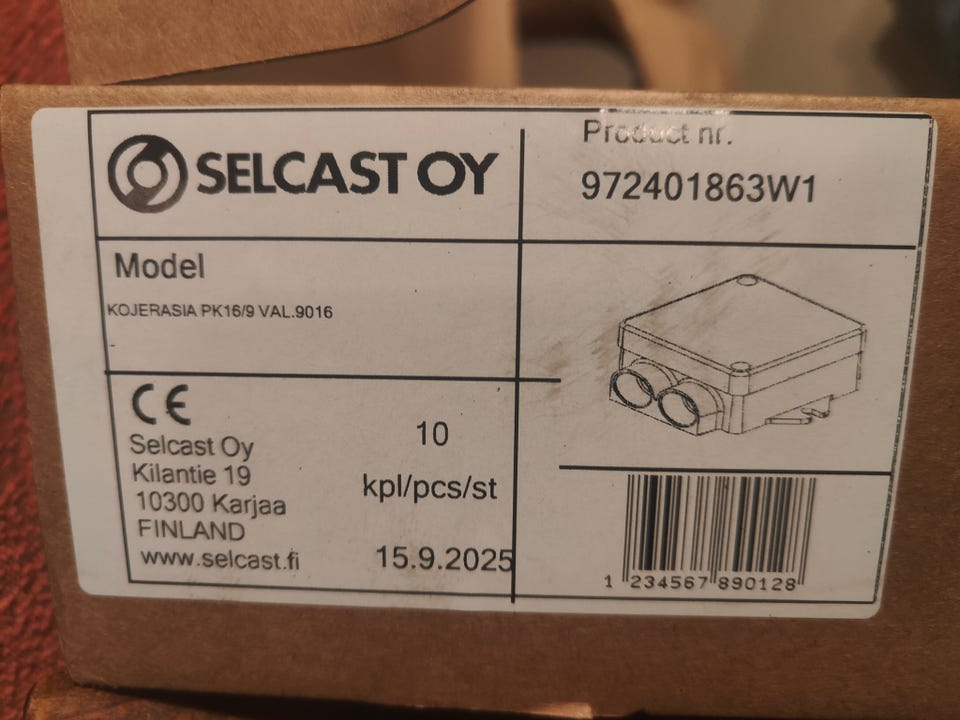 SELCAST OY
Product nr.
972401863W1
Model
KOJERASIA PK16/9 VAL.9016
CE
Selcast Oy
Kilantie 19
10300 Karjaa
FINLAND
www.selcast.fi
10
kpl/pcs/st
15.9.2025
1 234567 890128